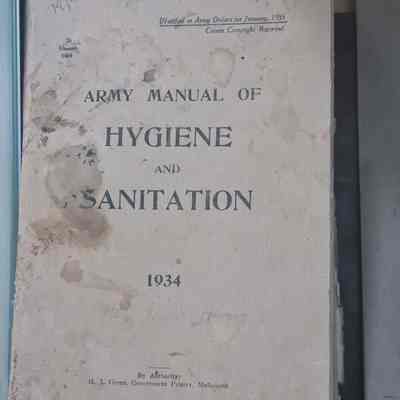 Notified in Army Orders for January, 1935
Crown Copyright Reserved
ARMY MANUAL OF
HYGIENE
AND
SANITATION
1934
By Authority:
Government Printer, Melbourne